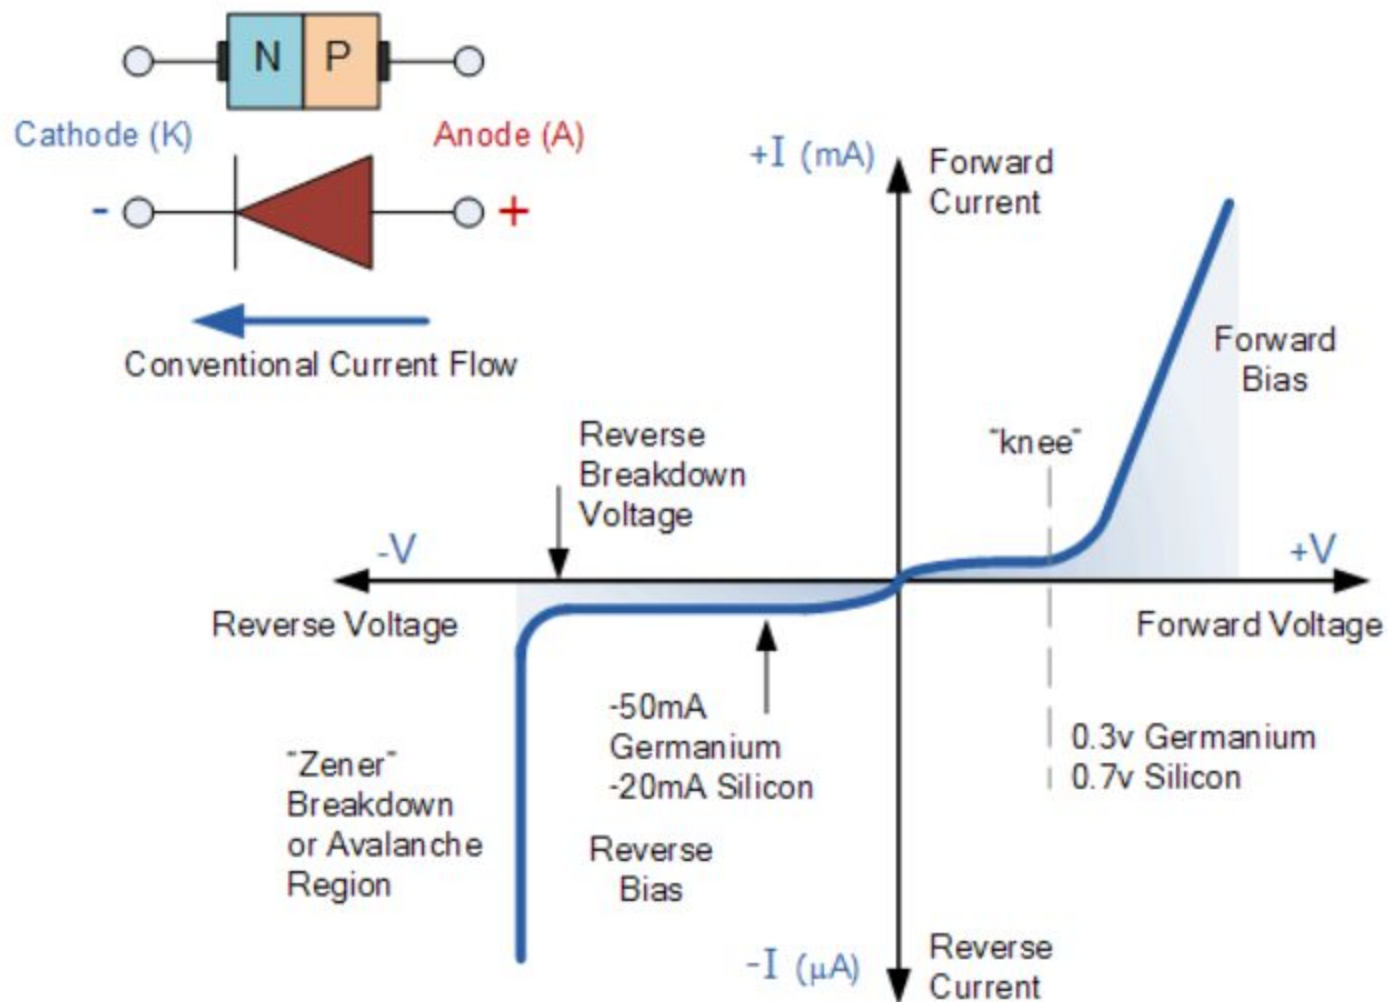 N P
Cathode (K)
Anode (A)
- +
Conventional Current Flow
+I (mA)
Forward
Current
Forward
Bias
"knee"
Reverse
Breakdown
Voltage
-V
+V
Reverse Voltage
Forward Voltage
-50mA
Germanium
-20mA Silicon
0.3v Germanium
0.7v Silicon
"Zener"
Breakdown
or Avalanche
Region
Reverse
Bias
-I (μA)
Reverse
Current